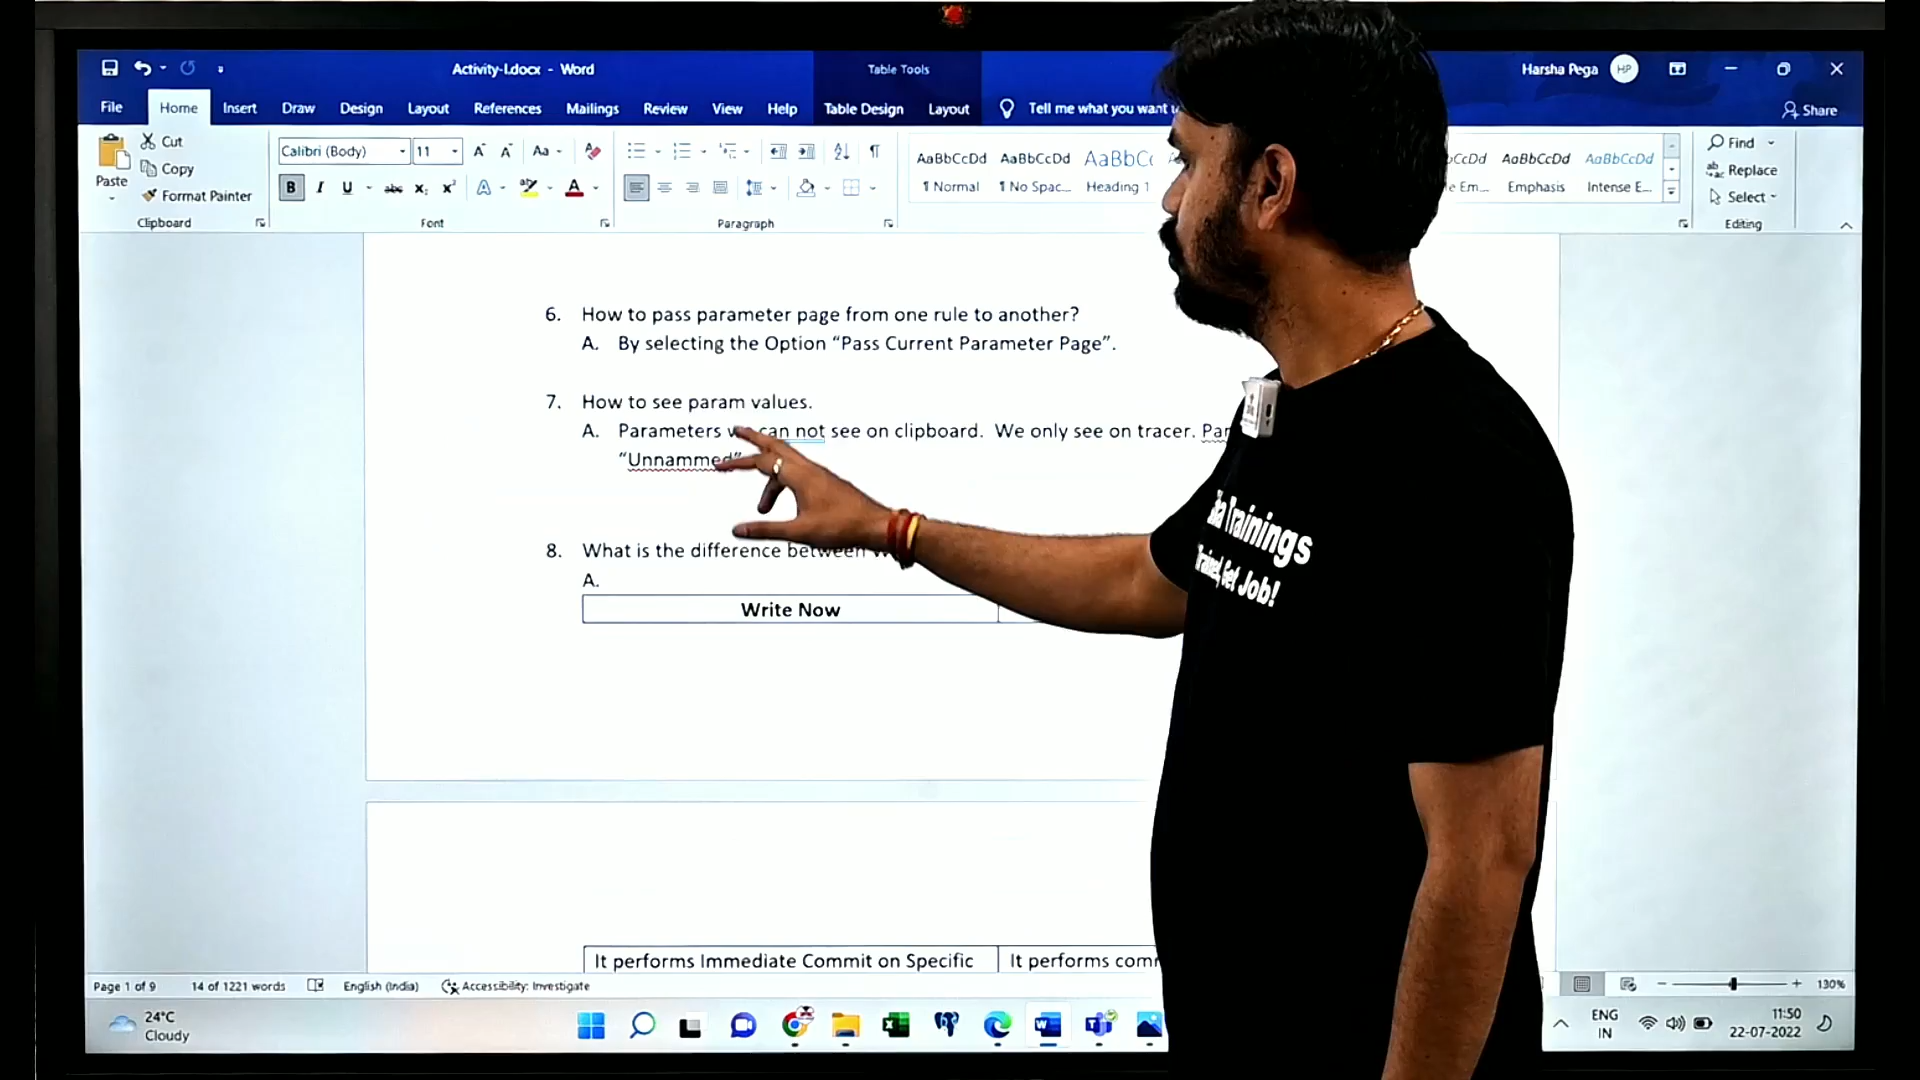 Activity-I.docx - Word
Table Tools
Harsha Pega
HP
File
Home
Insert
Draw
Design
Layout
References
Mailings
Review
View
Help
Table Design
Layout
Tell me what you want
Share
Paste
Cut
Copy
Format Painter
Clipboard
Calibri (Body)
11
Font
Paragraph
AaBbCcDd
¶ Normal
AaBbCcDd
¶ No Spac...
AaBbCc
Heading 1
Em...
AaBbCcDd
Emphasis
AaBbCcDd
Intense E...
Find
Replace
Select
Editing
6. How to pass parameter page from one rule to another?
A. By selecting the Option “Pass Current Parameter Page”.
7. How to see param values.
A. Parameters we can not see on clipboard. We only see on tracer.
“Unnammed”
8. What is the difference between
A.
Write Now
It performs Immediate Commit on Specific
It performs
Trainings
Get Job!
Page 1 of 9
14 of 1221 words
English (India)
Accessibility: Investigate
130%
24°C
Cloudy
ENG
IN
11:50
22-07-2022